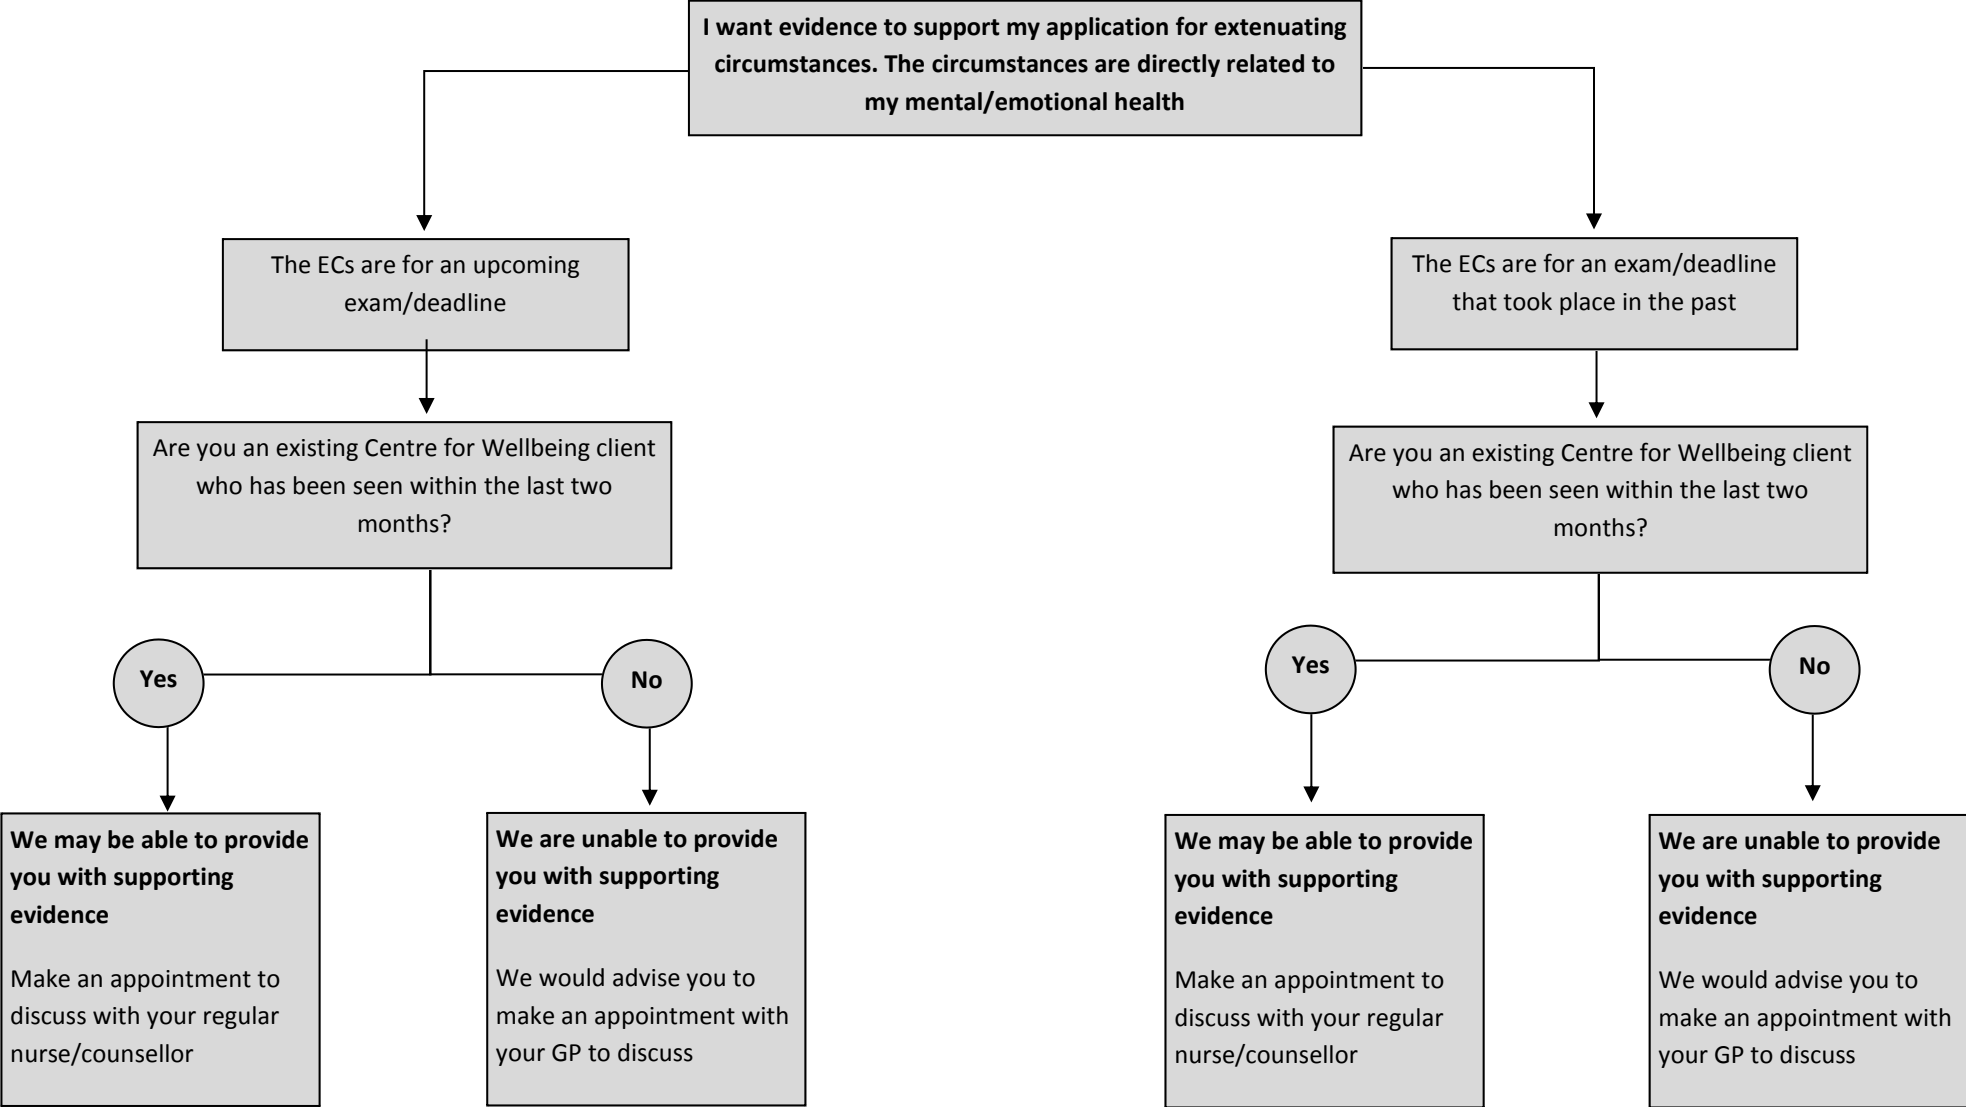 I want evidence to support my application for extenuating
circumstances. The circumstances are directly related to
my mental/emotional health
The ECs are for an upcoming
exam/deadline
The ECs are for an exam/deadline
that took place in the past
Are you an existing Centre for Wellbeing client
who has been seen within the last two
months?
Are you an existing Centre for Wellbeing client
who has been seen within the last two
months?
Yes
No
Yes
No
We may be able to provide
you with supporting
evidence
Make an appointment to
discuss with your regular
nurse/counsellor
We are unable to provide
you with supporting
evidence
We would advise you to
make an appointment with
your GP to discuss
We may be able to provide
you with supporting
evidence
Make an appointment to
discuss with your regular
nurse/counsellor
We are unable to provide
you with supporting
evidence
We would advise you to
make an appointment with
your GP to discuss